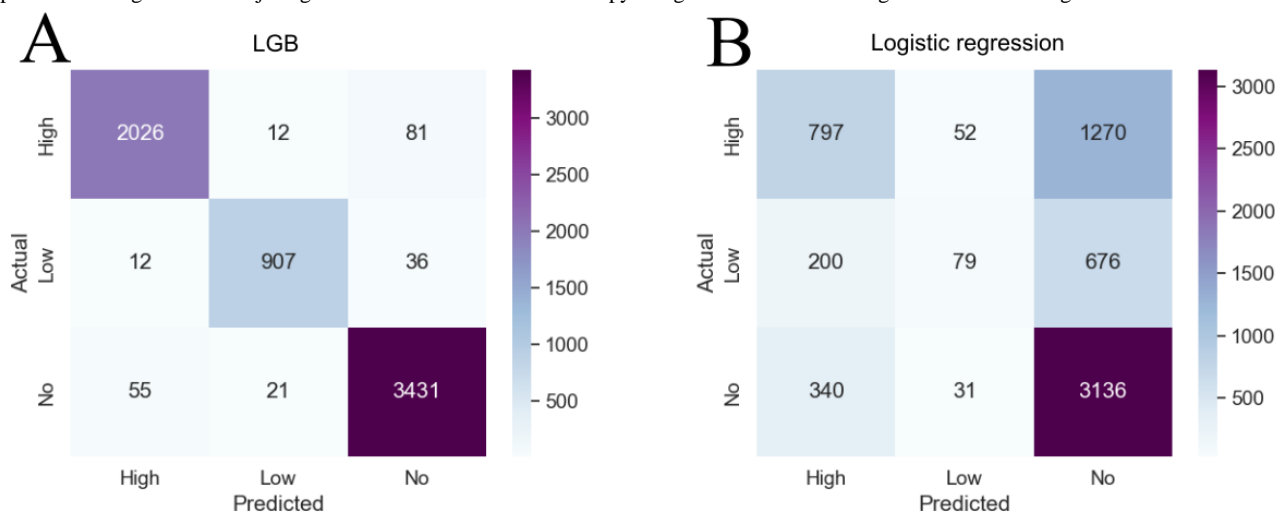 A
LGB
High
2026
12
81
Actual
Low
12
907
36
No
55
21
3431
High
Low
No
Predicted
3000
2500
2000
1500
1000
500
B
Logistic regression
High
797
52
1270
Actual
Low
200
79
676
No
340
31
3136
High
Low
No
Predicted
3000
2500
2000
1500
1000
500